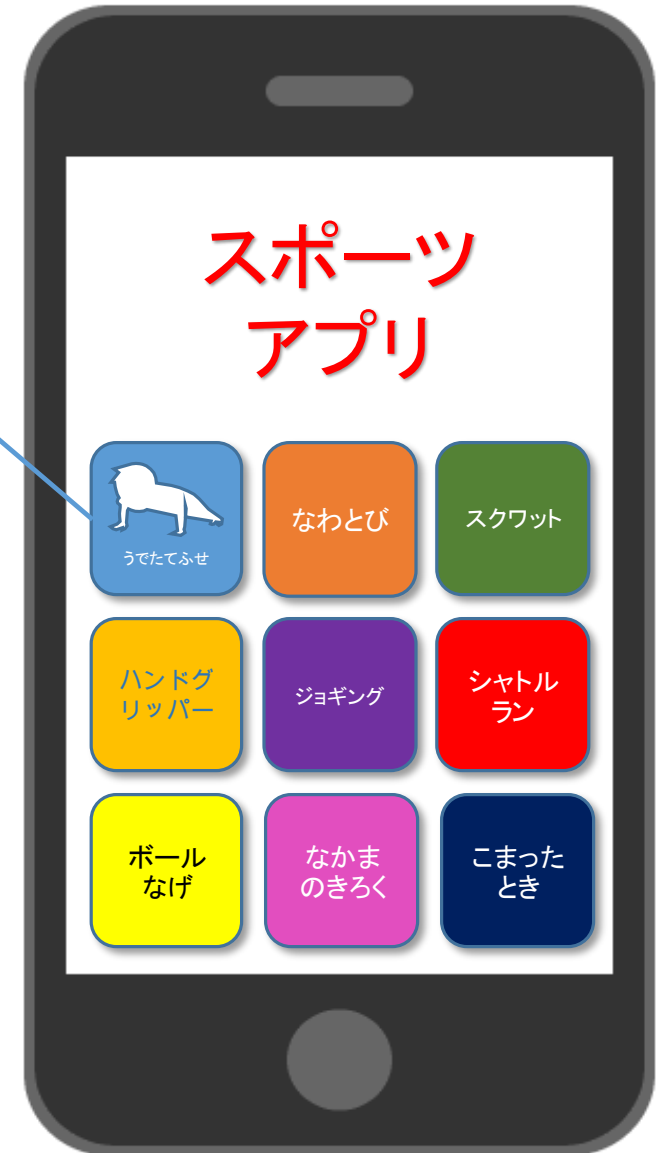 スポーツ
アプリ
うでたてふせ
なわとび
スクワット
ハンドグ
リッパー
ジョギング
シャトル
ラン
ボール
なげ
なかま
のきろく
こまった
とき